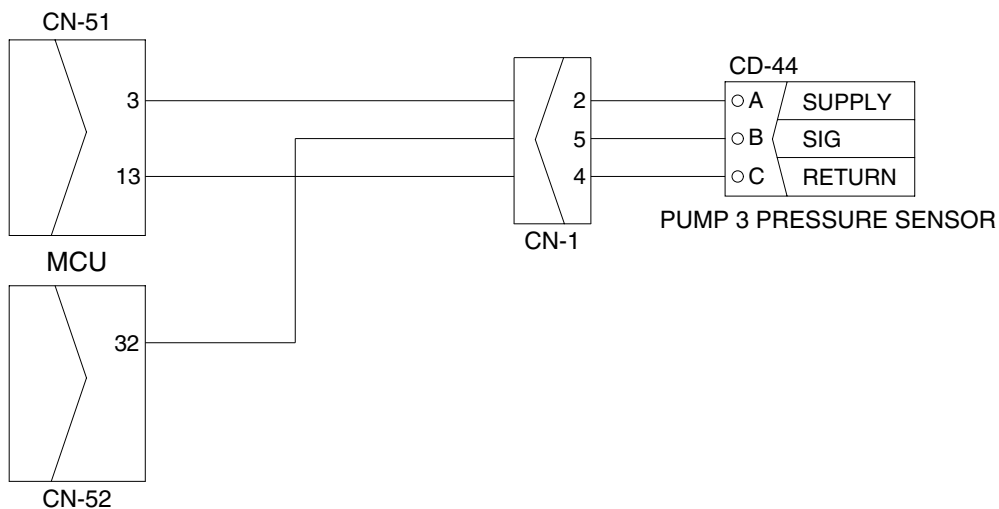 CN-51
CD-44
3
2
A
SUPPLY
5
B
SIG
13
4
C
RETURN
PUMP 3 PRESSURE SENSOR
CN-1
MCU
32
CN-52